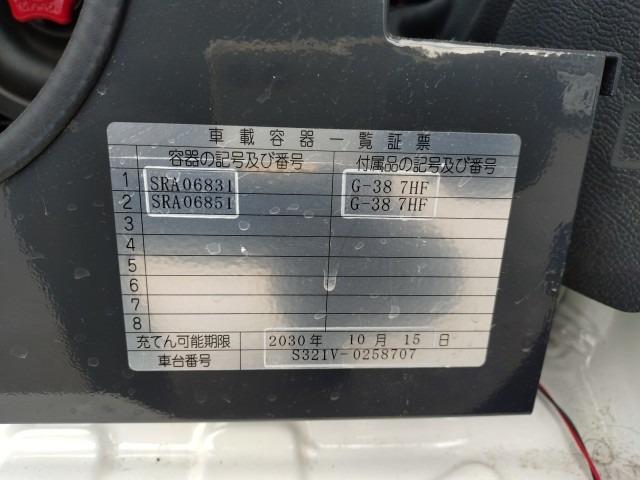 車載容器一覧証票
容器の記号及び番号 付属品の記号及び番号
1 SRA06831 G-38 7HF
2 SRA06851 G-38 7HF
3
4
5
6
7
8
充てん可能期限 2030年 10月 15日
車台番号 S321V-0258707